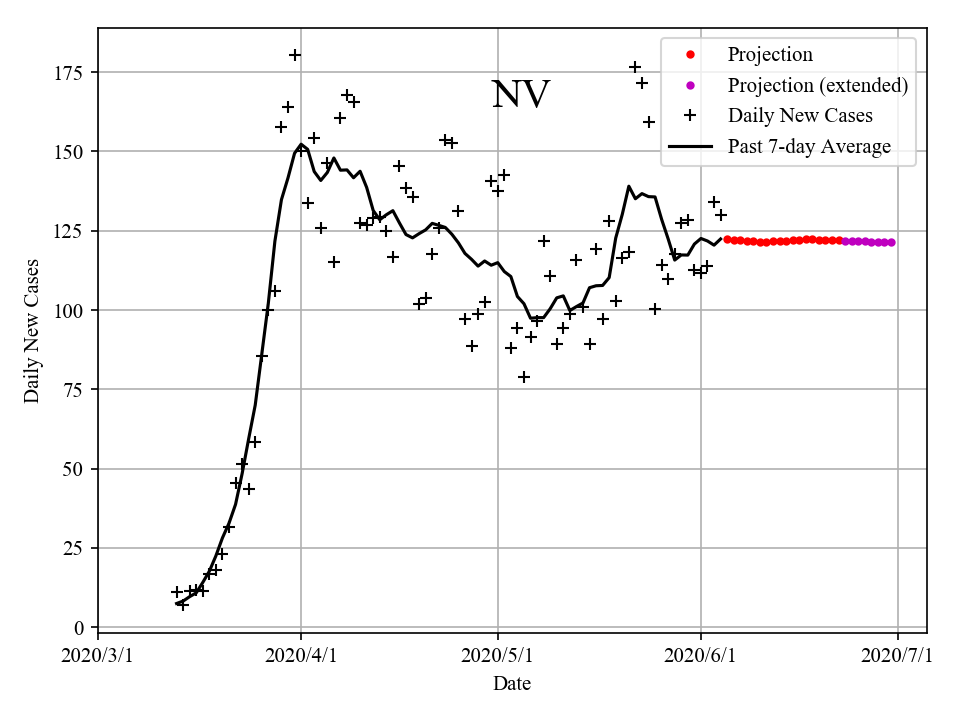 NV
Projection
Projection (extended)
Daily New Cases
Past 7-day Average
175
150
125
100
75
50
25
0
Daily New Cases
2020/3/1
2020/4/1
2020/5/1
2020/6/1
2020/7/1
Date